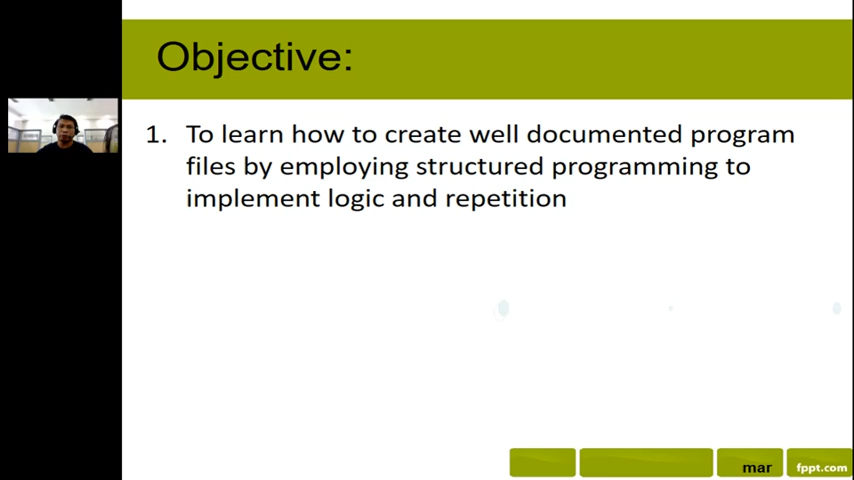 Objective:
1. To learn how to create well documented program
files by employing structured programming to
implement logic and repetition
mar
fppt.com